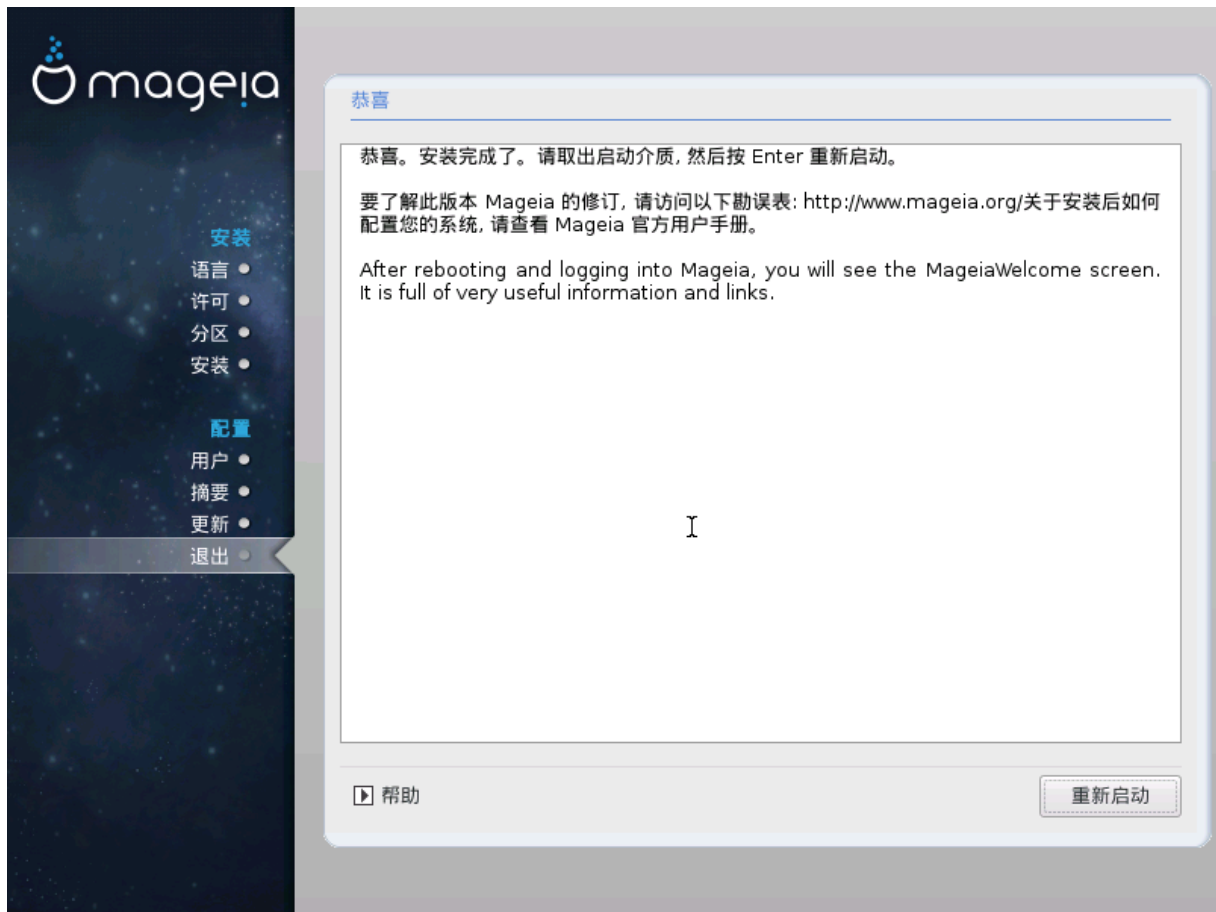 mageia
安装
语言
许可
分区
安装
配置
用户
摘要
更新
退出
恭喜
恭喜。安装完成了。请取出启动介质, 然后按 Enter 重新启动。
要了解此版本 Mageia 的修订, 请访问以下勘误表: http://www.mageia.org/关于安装后如何
配置您的系统, 请查看 Mageia 官方用户手册。
After rebooting and logging into Mageia, you will see the MageiaWelcome screen.
It is full of very useful information and links.
帮助
重新启动